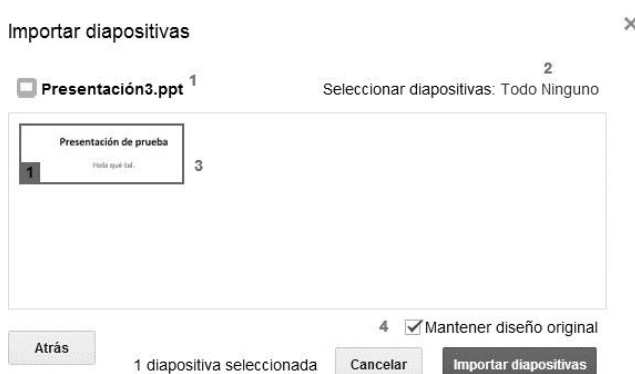 Importar diapositivas
×
Presentación3.ppt 1
2
Seleccionar diapositivas: Todo Ninguno
Presentación de prueba
Hola qué tal.
1
3
4 Mantener diseño original
Atrás
1 diapositiva seleccionada
Cancelar
Importar diapositivas